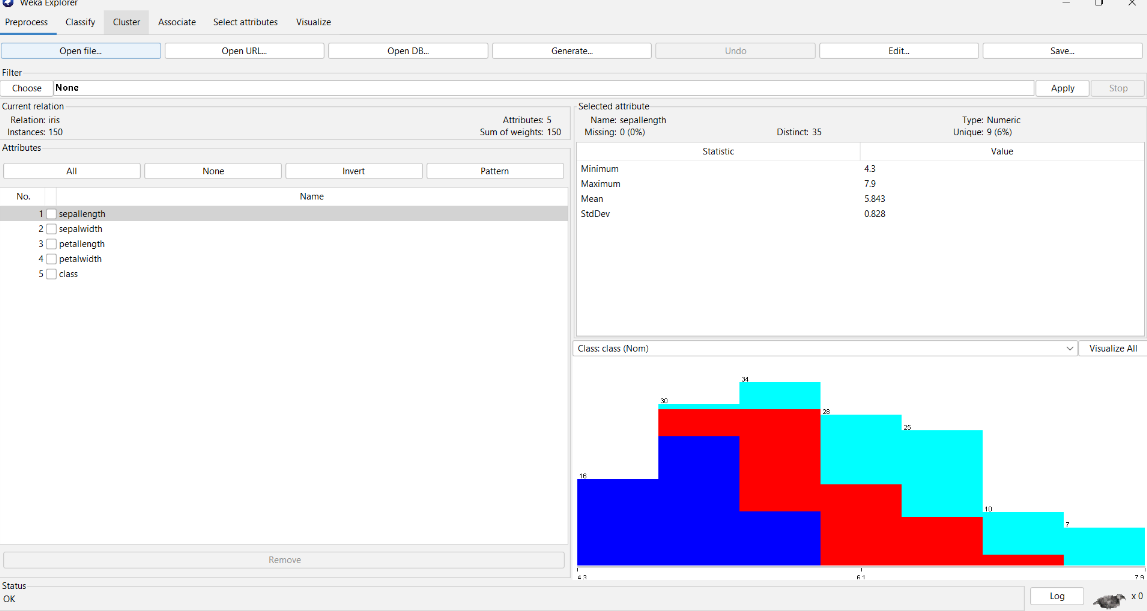 Weka Explorer
Preprocess Classify Cluster Associate Select attributes Visualize
Open file... Open URL... Open DB... Generate... Undo Edit... Save...
Filter
Choose None Apply Stop
Current relation
Relation: iris Attributes: 5
Instances: 150 Sum of weights: 150
Attributes
All None Invert Pattern
No. Name
1 sepallength
2 sepalwidth
3 petallength
4 petalwidth
5 class
Remove
Selected attribute
Name: sepallength Type: Numeric
Missing: 0 (0%) Distinct: 35 Unique: 9 (6%)
Statistic Value
Minimum 4.3
Maximum 7.9
Mean 5.843
StdDev 0.828
Class: class (Nom) Visualize All
34
30
28
25
16
10
7
4.3 6.1 7.9
Status
OK
Log x 0